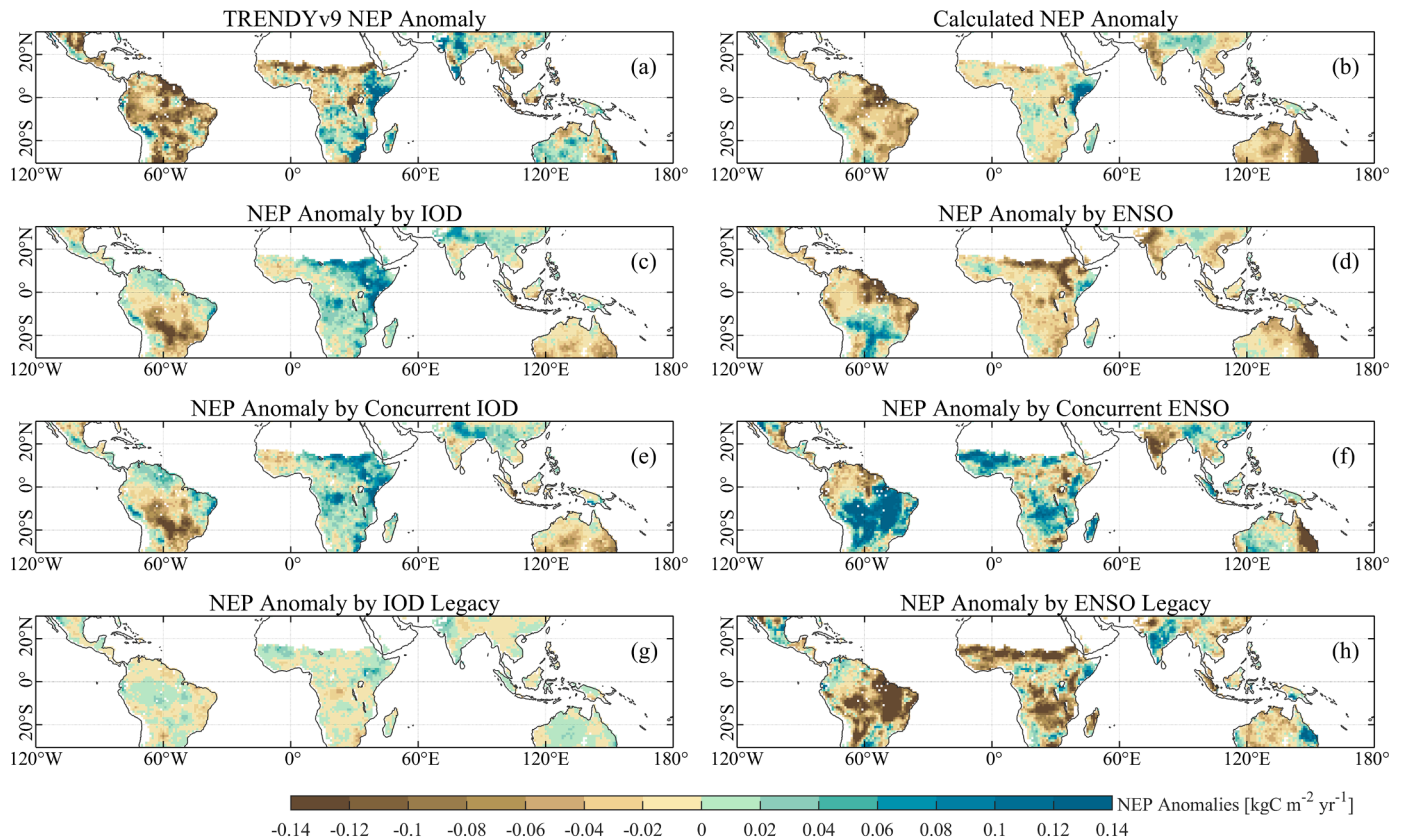 TRENDYv9 NEP Anomaly
Calculated NEP Anomaly
20°N
0°
20°S
(a)
120°W 60°W 0° 60°E 120°E 180°
20°N
0°
20°S
(b)
120°W 60°W 0° 60°E 120°E 180°
NEP Anomaly by IOD
NEP Anomaly by ENSO
20°N
0°
20°S
(c)
120°W 60°W 0° 60°E 120°E 180°
20°N
0°
20°S
(d)
120°W 60°W 0° 60°E 120°E 180°
NEP Anomaly by Concurrent IOD
NEP Anomaly by Concurrent ENSO
20°N
0°
20°S
(e)
120°W 60°W 0° 60°E 120°E 180°
20°N
0°
20°S
(f)
120°W 60°W 0° 60°E 120°E 180°
NEP Anomaly by IOD Legacy
NEP Anomaly by ENSO Legacy
20°N
0°
20°S
(g)
120°W 60°W 0° 60°E 120°E 180°
20°N
0°
20°S
(h)
120°W 60°W 0° 60°E 120°E 180°
NEP Anomalies [kgC m⁻² yr⁻¹]
-0.14 -0.12 -0.1 -0.08 -0.06 -0.04 -0.02 0 0.02 0.04 0.06 0.08 0.1 0.12 0.14